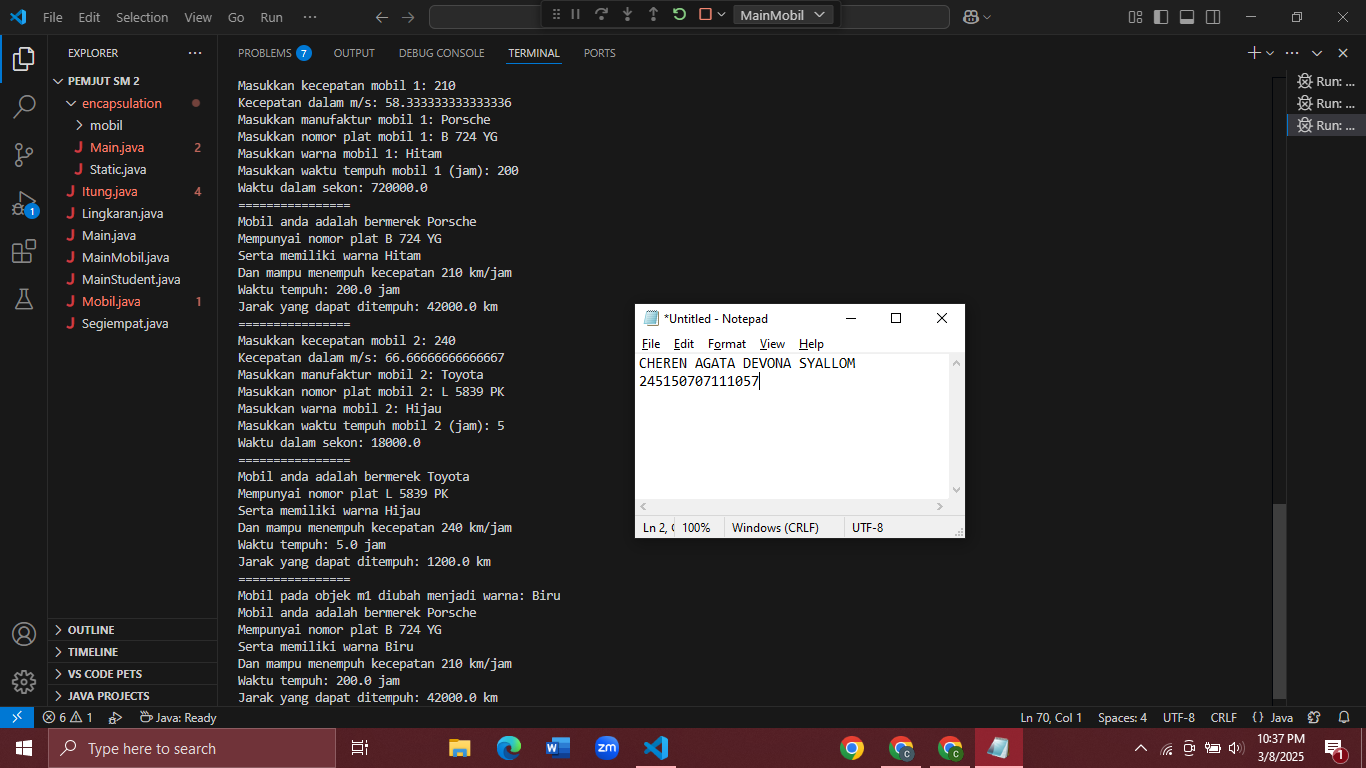 File Edit Selection View Go Run ···
MainMobil
EXPLORER ···
PEMJUT SM 2
encapsulation
mobil
Main.java 2
Static.java
Itung.java 4
Lingkaran.java
Main.java
MainMobil.java
MainStudent.java
Mobil.java 1
Segiempat.java
OUTLINE
TIMELINE
VS CODE PETS
JAVA PROJECTS
1
PROBLEMS 7 OUTPUT DEBUG CONSOLE TERMINAL PORTS
Masukkan kecepatan mobil 1: 210
Kecepatan dalam m/s: 58.333333333333336
Masukkan manufaktur mobil 1: Porsche
Masukkan nomor plat mobil 1: B 724 YG
Masukkan warna mobil 1: Hitam
Masukkan waktu tempuh mobil 1 (jam): 200
Waktu dalam sekon: 720000.0
================
Mobil anda adalah bermerek Porsche
Mempunyai nomor plat B 724 YG
Serta memiliki warna Hitam
Dan mampu menempuh kecepatan 210 km/jam
Waktu tempuh: 200.0 jam
Jarak yang dapat ditempuh: 42000.0 km
================
Masukkan kecepatan mobil 2: 240
Kecepatan dalam m/s: 66.66666666666667
Masukkan manufaktur mobil 2: Toyota
Masukkan nomor plat mobil 2: L 5839 PK
Masukkan warna mobil 2: Hijau
Masukkan waktu tempuh mobil 2 (jam): 5
Waktu dalam sekon: 18000.0
================
Mobil anda adalah bermerek Toyota
Mempunyai nomor plat L 5839 PK
Serta memiliki warna Hijau
Dan mampu menempuh kecepatan 240 km/jam
Waktu tempuh: 5.0 jam
Jarak yang dapat ditempuh: 1200.0 km
================
Mobil pada objek m1 diubah menjadi warna: Biru
Mobil anda adalah bermerek Porsche
Mempunyai nomor plat B 724 YG
Serta memiliki warna Biru
Dan mampu menempuh kecepatan 210 km/jam
Waktu tempuh: 200.0 jam
Jarak yang dapat ditempuh: 42000.0 km
Run: ...
Run: ...
Run: ...
*Untitled - Notepad
File Edit Format View Help
CHEREN AGATA DEVONA SYALLOM
245150707111057
Ln 2, 100% Windows (CRLF) UTF-8
6 1 Java: Ready Ln 70, Col 1 Spaces: 4 UTF-8 CRLF {} Java
Type here to search
zm
10:37 PM
3/8/2025
1